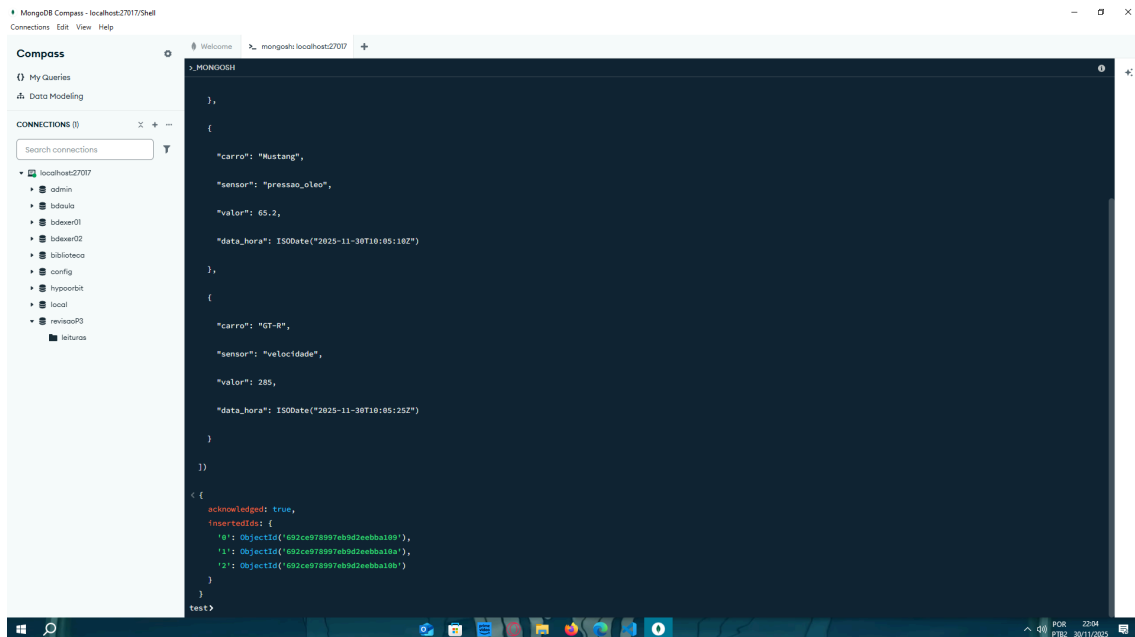 MongoDB Compass - localhost:27017/Shell
Connections Edit View Help
Compass
My Queries
Data Modeling
CONNECTIONS (1)
Search connections
localhost:27017
admin
bdaula
bdexer01
bdexer02
biblioteca
config
hypoorbit
local
revisaoP3
leituras
Welcome
>_ mongosh: localhost:27017 +
>_MONGOSH
},
{
"carro": "Mustang",
"sensor": "pressao_oleo",
"valor": 65.2,
"data_hora": ISODate("2025-11-30T10:05:10Z")
},
{
"carro": "GT-R",
"sensor": "velocidade",
"valor": 285,
"data_hora": ISODate("2025-11-30T10:05:25Z")
}
])
< {
acknowledged: true,
insertedIds: {
'0': ObjectId('692ce978997eb9d2eebba109'),
'1': ObjectId('692ce978997eb9d2eebba10a'),
'2': ObjectId('692ce978997eb9d2eebba10b')
}
}
test>
POR
PTB2
22:04
30/11/2025